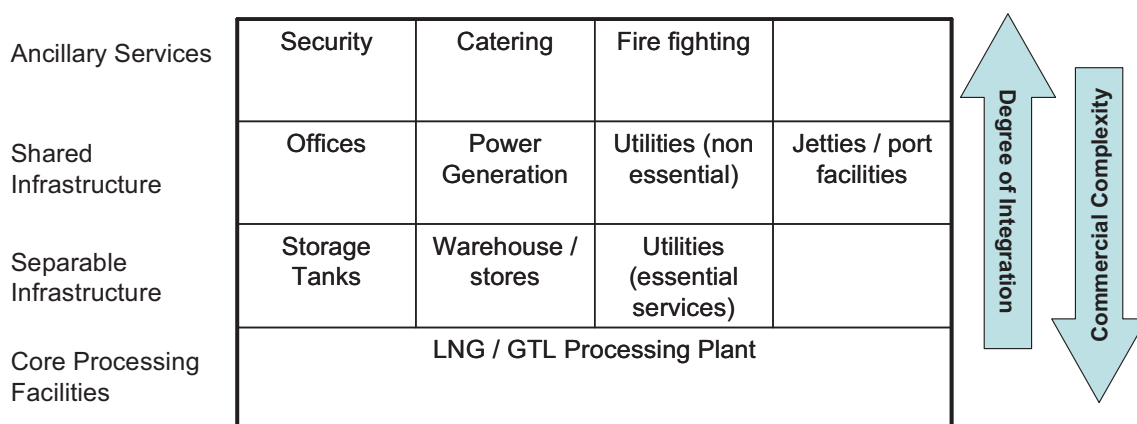 Ancillary Services
Security
Catering
Fire fighting
Shared
Infrastructure
Offices
Power
Generation
Utilities (non
essential)
Jetties / port
facilities
Separable
Infrastructure
Storage
Tanks
Warehouse /
stores
Utilities
(essential
services)
Core Processing
Facilities
LNG / GTL Processing Plant
Degree of Integration
Commercial Complexity